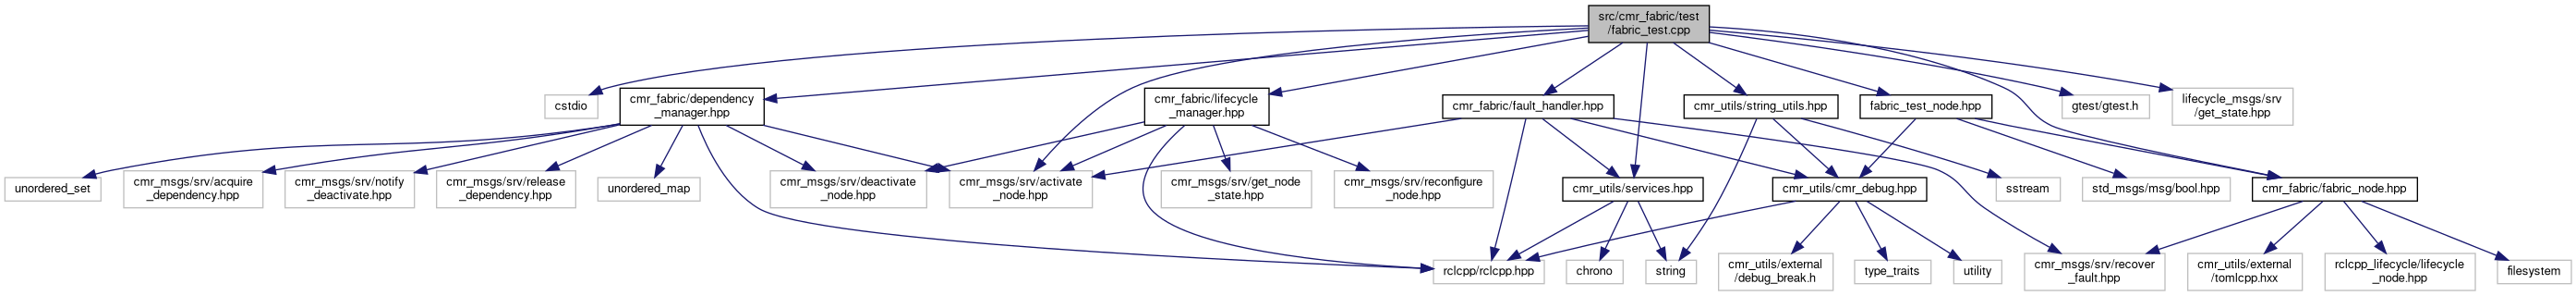 src/cmr_fabric/test
/fabric_test.cpp
cstdio
cmr_fabric/dependency
_manager.hpp
cmr_fabric/lifecycle
_manager.hpp
cmr_fabric/fault_handler.hpp
cmr_utils/string_utils.hpp
fabric_test_node.hpp
gtest/gtest.h
lifecycle_msgs/srv
/get_state.hpp
unordered_set
cmr_msgs/srv/acquire
_dependency.hpp
cmr_msgs/srv/notify
_deactivate.hpp
cmr_msgs/srv/release
_dependency.hpp
unordered_map
cmr_msgs/srv/deactivate
_node.hpp
cmr_msgs/srv/activate
_node.hpp
cmr_msgs/srv/get_node
_state.hpp
cmr_msgs/srv/reconfigure
_node.hpp
cmr_utils/services.hpp
cmr_utils/cmr_debug.hpp
sstream
std_msgs/msg/bool.hpp
cmr_fabric/fabric_node.hpp
rclcpp/rclcpp.hpp
chrono
string
cmr_utils/external
/debug_break.h
type_traits
utility
cmr_msgs/srv/recover
_fault.hpp
cmr_utils/external
/tomlcpp.hxx
rclcpp_lifecycle/lifecycle
_node.hpp
filesystem